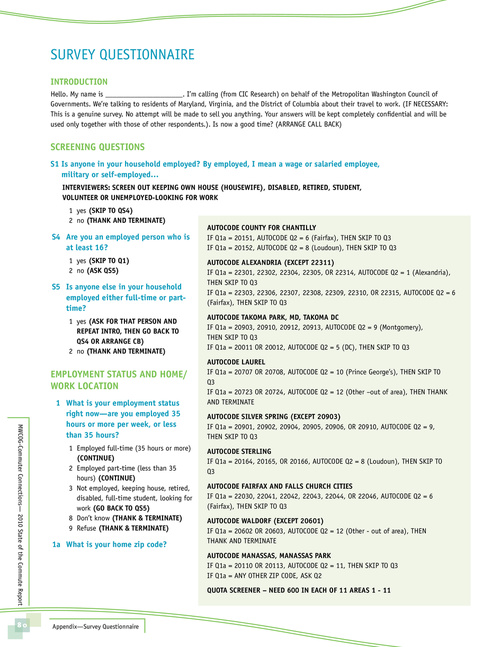 SURVEY QUESTIONNAIRE
INTRODUCTION
Hello. My name is ______________________. I'm calling (from CIC Research) on behalf of the Metropolitan Washington Council of
Governments. We're talking to residents of Maryland, Virginia, and the District of Columbia about their travel to work. (IF NECESSARY:
This is a genuine survey. No attempt will be made to sell you anything. Your answers will be kept completely confidential and will be
used only together with those of other respondents.). Is now a good time? (ARRANGE CALL BACK)
SCREENING QUESTIONS
S1 Is anyone in your household employed? By employed, I mean a wage or salaried employee,
military or self-employed...
INTERVIEWERS: SCREEN OUT KEEPING OWN HOUSE (HOUSEWIFE), DISABLED, RETIRED, STUDENT,
VOLUNTEER OR UNEMPLOYED-LOOKING FOR WORK
1 yes (SKIP TO QS4)
2 no (THANK AND TERMINATE)
S4 Are you an employed person who is
at least 16?
1 yes (SKIP TO Q1)
2 no (ASK QS5)
S5 Is anyone else in your household
employed either full-time or part-
time?
1 yes (ASK FOR THAT PERSON AND
REPEAT INTRO, THEN GO BACK TO
QS4 OR ARRANGE CB)
2 no (THANK AND TERMINATE)
EMPLOYMENT STATUS AND HOME/
WORK LOCATION
1 What is your employment status
right now—are you employed 35
hours or more per week, or less
than 35 hours?
1 Employed full-time (35 hours or more)
(CONTINUE)
2 Employed part-time (less than 35
hours) (CONTINUE)
3 Not employed, keeping house, retired,
disabled, full-time student, looking for
work (GO BACK TO QS5)
8 Don't know (THANK & TERMINATE)
9 Refuse (THANK & TERMINATE)
1a What is your home zip code?
AUTOCODE COUNTY FOR CHANTILLY
IF Q1a = 20151, AUTOCODE Q2 = 6 (Fairfax), THEN SKIP TO Q3
IF Q1a = 20152, AUTOCODE Q2 = 8 (Loudoun), THEN SKIP TO Q3
AUTOCODE ALEXANDRIA (EXCEPT 22311)
IF Q1a = 22301, 22302, 22304, 22305, OR 22314, AUTOCODE Q2 = 1 (Alexandria),
THEN SKIP TO Q3
IF Q1a = 22303, 22306, 22307, 22308, 22309, 22310, OR 22315, AUTOCODE Q2 = 6
(Fairfax), THEN SKIP TO Q3
AUTOCODE TAKOMA PARK, MD, TAKOMA DC
IF Q1a = 20903, 20910, 20912, 20913, AUTOCODE Q2 = 9 (Montgomery),
THEN SKIP TO Q3
IF Q1a = 20011 OR 20012, AUTOCODE Q2 = 5 (DC), THEN SKIP TO Q3
AUTOCODE LAUREL
IF Q1a = 20707 OR 20708, AUTOCODE Q2 = 10 (Prince George's), THEN SKIP TO
Q3
IF Q1a = 20723 OR 20724, AUTOCODE Q2 = 12 (Other –out of area), THEN THANK
AND TERMINATE
AUTOCODE SILVER SPRING (EXCEPT 20903)
IF Q1a = 20901, 20902, 20904, 20905, 20906, OR 20910, AUTOCODE Q2 = 9,
THEN SKIP TO Q3
AUTOCODE STERLING
IF Q1a = 20164, 20165, OR 20166, AUTOCODE Q2 = 8 (Loudoun), THEN SKIP TO
Q3
AUTOCODE FAIRFAX AND FALLS CHURCH CITIES
IF Q1a = 22030, 22041, 22042, 22043, 22044, OR 22046, AUTOCODE Q2 = 6
(Fairfax), THEN SKIP TO Q3
AUTOCODE WALDORF (EXCEPT 20601)
IF Q1a = 20602 OR 20603, AUTOCODE Q2 = 12 (Other - out of area), THEN
THANK AND TERMINATE
AUTOCODE MANASSAS, MANASSAS PARK
IF Q1a = 20110 OR 20113, AUTOCODE Q2 = 11, THEN SKIP TO Q3
IF Q1a = ANY OTHER ZIP CODE, ASK Q2
QUOTA SCREENER – NEED 600 IN EACH OF 11 AREAS 1 - 11
MWCOG-Commuter Connections— 2010 State of the Commute Report
Appendix—Survey Questionnaire